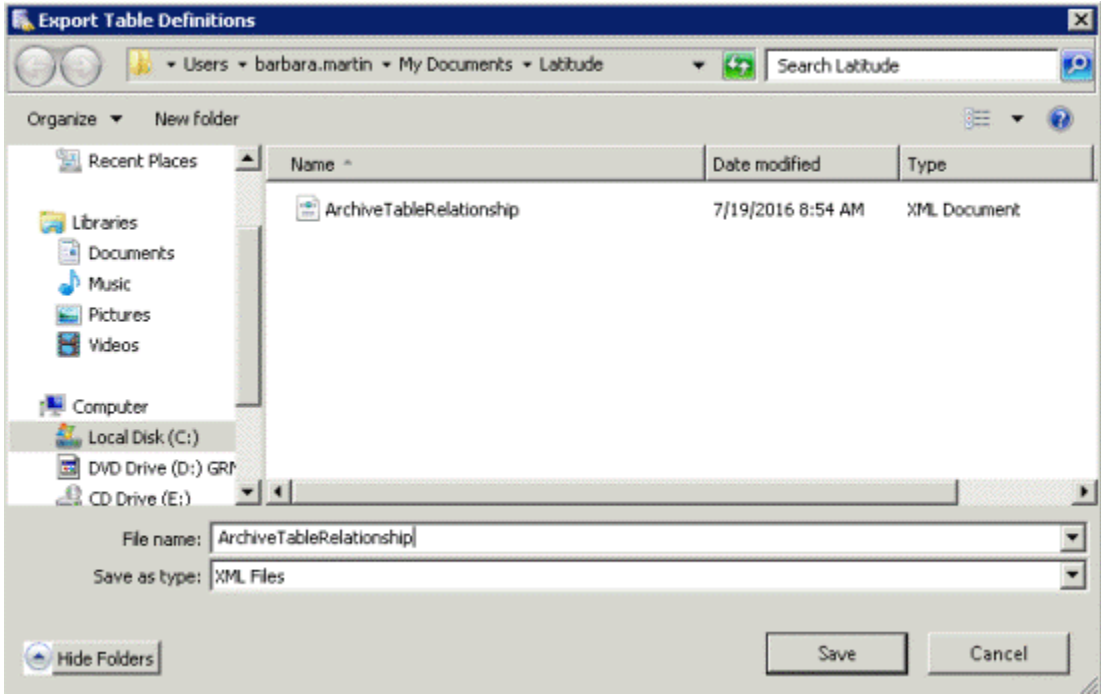 Export Table Definitions
Users barbara.martin My Documents Latitude Search Latitude
Organize New folder
Recent Places
Libraries
Documents
Music
Pictures
Videos
Computer
Local Disk (C:)
DVD Drive (D:) GRM
CD Drive (E:)
Name Date modified Type
ArchiveTableRelationship 7/19/2016 8:54 AM XML Document
File name: ArchiveTableRelationship
Save as type: XML Files
Hide Folders Save Cancel